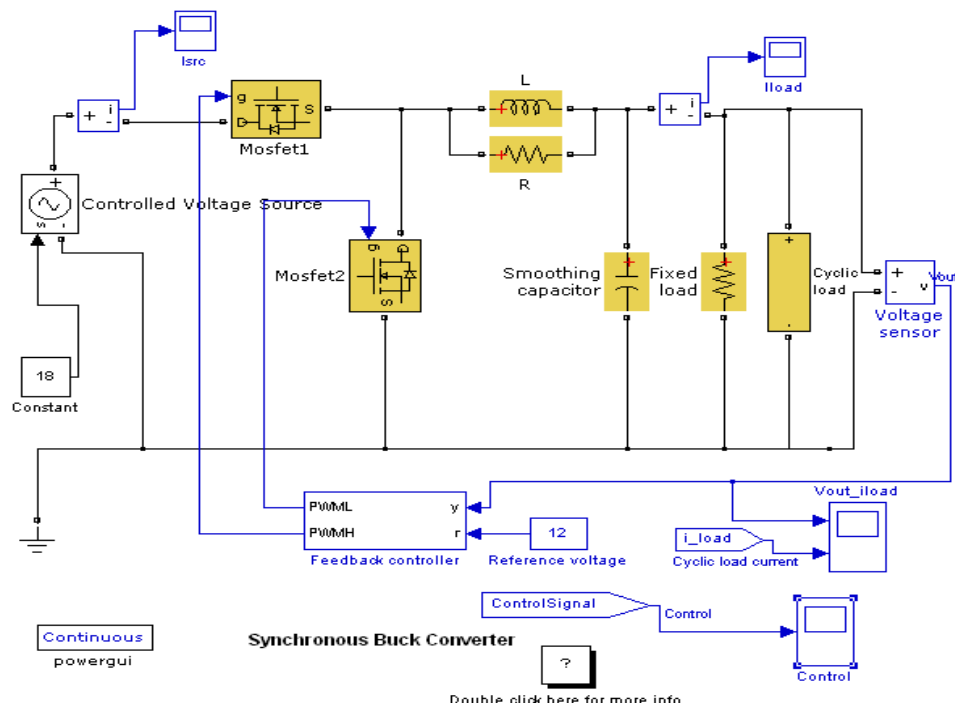 Isrc
Iload
+
i
-
g
D
S
Mosfet1
L
+
+
R
+
i
-
+
s
-
Controlled Voltage Source
g
D
S
Mosfet2
Smoothing
capacitor
+
Fixed
load
+
+
-
Cyclic
load
+
-
v
Vout
Voltage
sensor
18
Constant
PWML
PWMH
y
r
Feedback controller
12
Reference voltage
Vout_iload
i_load
Cyclic load current
ControlSignal
Control
Control
Continuous
powergui
Synchronous Buck Converter
?
Double click here for more info